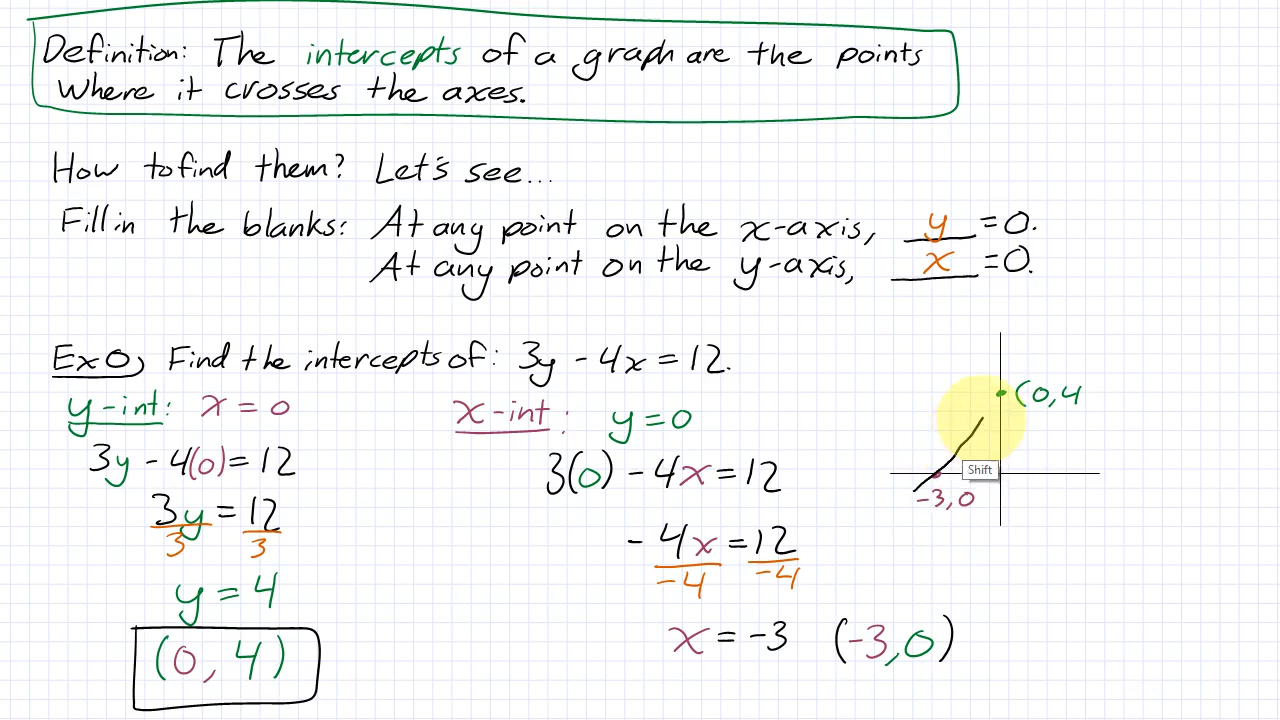 Definition: The intercepts of a graph are the points
where it crosses the axes.
How to find them? Let's see...
Fill in the blanks: At any point on the x-axis, y = 0.
At any point on the y-axis, x = 0.
Ex 0, Find the intercepts of: 3y - 4x = 12.
y-int: x = 0
3y - 4(0) = 12
3y = 12
3 3
y = 4
(0, 4)
x-int: y = 0
3(0) - 4x = 12
- 4x = 12
-4 -4
x = -3 (-3, 0)
(0, 4
Shift
-3, 0